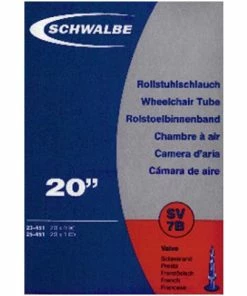 SCHWALBE
Rollstuhlschlauch
Wheelchair Tube
Rolstoelbinnenband
Chambre à air
Camera d'aria
Cámara de aire
20"
SV
7B
Valve
Sclaverand
Presta
Französisch
French
Francese